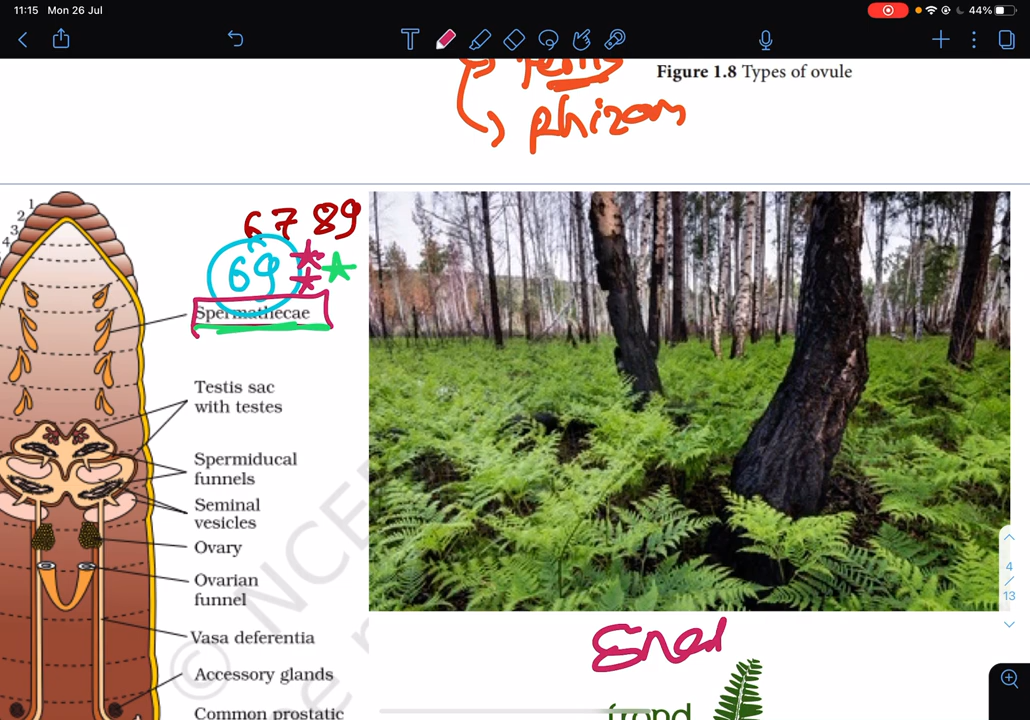 11:15 Mon 26 Jul
44%
T
Figure 1.8 Types of ovule
Rhizom
1
2
3
4
6 7 8 9
69
Spermathecae
Testis sac
with testes
Spermiducal
funnels
Seminal
vesicles
Ovary
Ovarian
funnel
Vasa deferentia
Accessory glands
Common prostatic
© NCE
4
/
13
frond